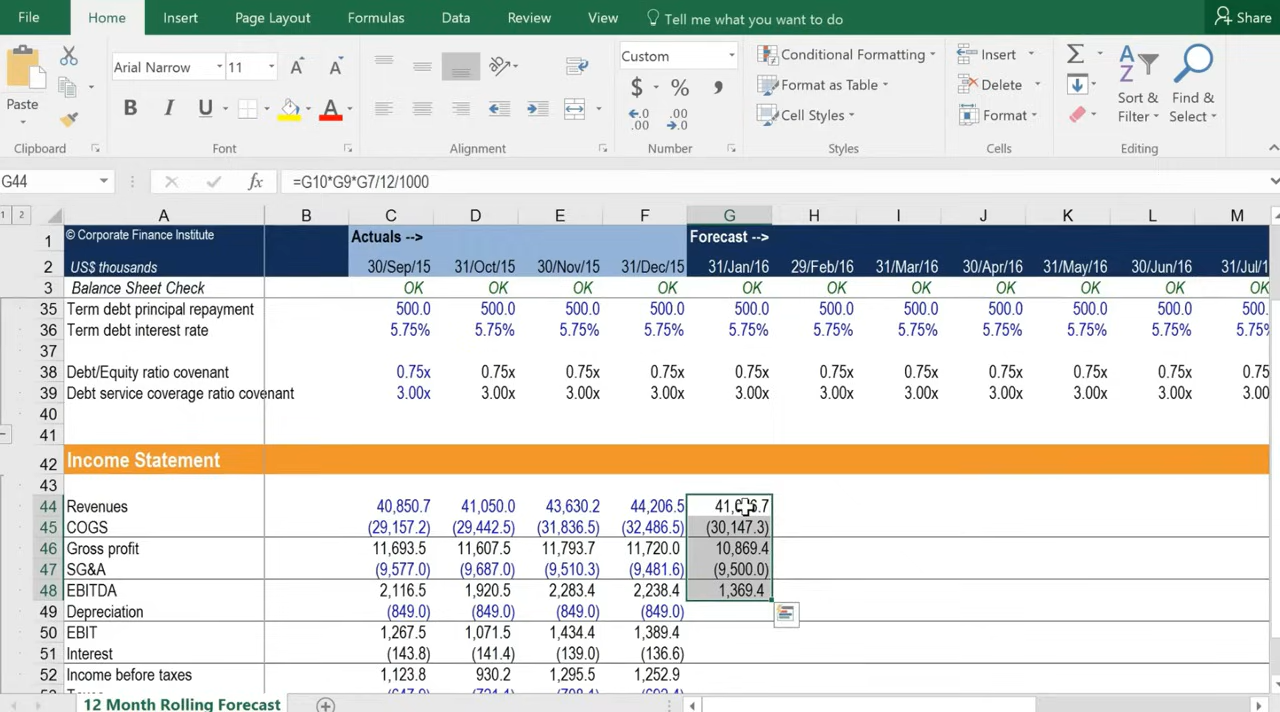 File Home Insert Page Layout Formulas Data Review View Tell me what you want to do Share
Arial Narrow 11 Custom Conditional Formatting Insert Σ A Z
$ % , Format as Table Delete
Paste B I U A .0 .00 .00 .0 Cell Styles Format Sort & Filter Find & Select
Clipboard Font Alignment Number Styles Cells Editing
G44 fx =G10*G9*G7/12/1000
1 2 A B C D E F G H I J K L M
1 © Corporate Finance Institute Actuals --> Forecast -->
2 US$ thousands 30/Sep/15 31/Oct/15 30/Nov/15 31/Dec/15 31/Jan/16 29/Feb/16 31/Mar/16 30/Apr/16 31/May/16 30/Jun/16 31/Jul/1
3 Balance Sheet Check OK OK OK OK OK OK OK OK OK OK OK
35 Term debt principal repayment 500.0 500.0 500.0 500.0 500.0 500.0 500.0 500.0 500.0 500.0 500.
36 Term debt interest rate 5.75% 5.75% 5.75% 5.75% 5.75% 5.75% 5.75% 5.75% 5.75% 5.75% 5.75%
37
38 Debt/Equity ratio covenant 0.75x 0.75x 0.75x 0.75x 0.75x 0.75x 0.75x 0.75x 0.75x 0.75x 0.75
39 Debt service coverage ratio covenant 3.00x 3.00x 3.00x 3.00x 3.00x 3.00x 3.00x 3.00x 3.00x 3.00x 3.00
40
41
42 Income Statement
43
44 Revenues 40,850.7 41,050.0 43,630.2 44,206.5
45 COGS (29,157.2) (29,442.5) (31,836.5) (32,486.5) (30,147.3)
46 Gross profit 11,693.5 11,607.5 11,793.7 11,720.0 10,869.4
47 SG&A (9,577.0) (9,687.0) (9,510.3) (9,481.6) (9,500.0)
48 EBITDA 2,116.5 1,920.5 2,283.4 2,238.4 1,369.4
49 Depreciation (849.0) (849.0) (849.0) (849.0)
50 EBIT 1,267.5 1,071.5 1,434.4 1,389.4
51 Interest (143.8) (141.4) (139.0) (136.6)
52 Income before taxes 1,123.8 930.2 1,295.5 1,252.9
12 Month Rolling Forecast